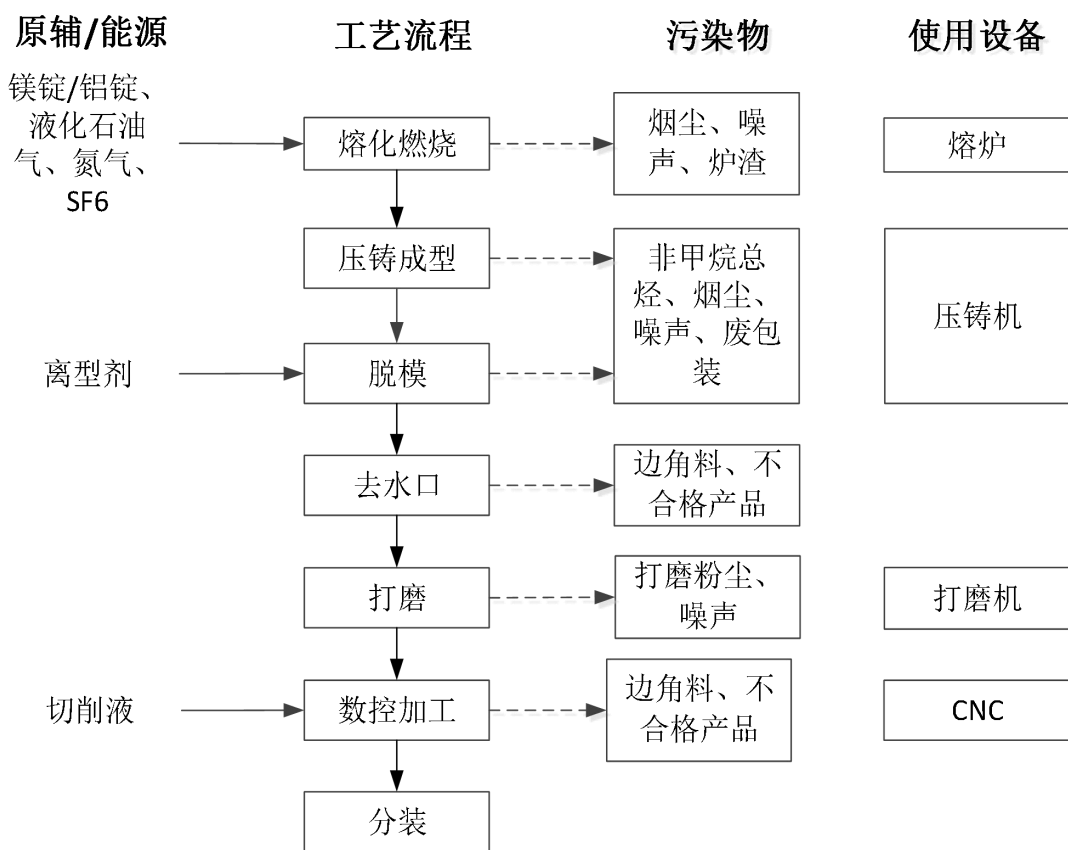 原辅/能源
工艺流程
污染物
使用设备
镁锭/铝锭、
液化石油
气、氮气、
SF6
熔化燃烧
烟尘、噪
声、炉渣
熔炉
压铸成型
非甲烷总
烃、烟尘、
噪声、废包
装
压铸机
离型剂
脱模
去水口
边角料、不
合格产品
打磨
打磨粉尘、
噪声
打磨机
切削液
数控加工
边角料、不
合格产品
CNC
分装